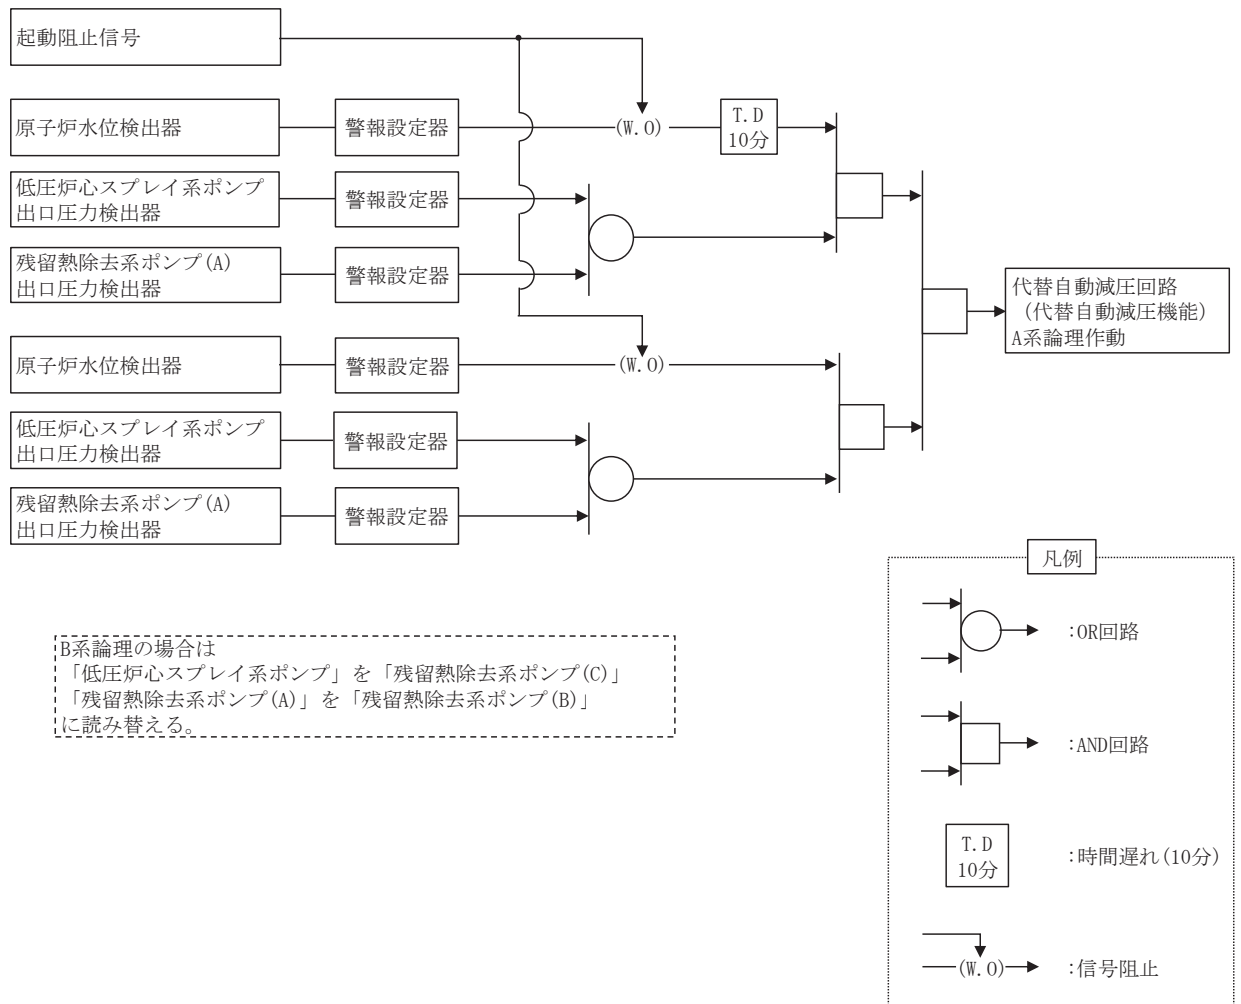 起動阻止信号
原子炉水位検出器
警報設定器
(W.O)
T.D
10分
低圧炉心スプレイ系ポンプ
出口圧力検出器
警報設定器
残留熱除去系ポンプ(A)
出口圧力検出器
警報設定器
代替自動減圧回路
(代替自動減圧機能)
A系論理作動
原子炉水位検出器
警報設定器
(W.O)
低圧炉心スプレイ系ポンプ
出口圧力検出器
警報設定器
残留熱除去系ポンプ(A)
出口圧力検出器
警報設定器
凡例
:OR回路
:AND回路
T.D
10分
:時間遅れ(10分)
(W.O)
:信号阻止
B系論理の場合は
「低圧炉心スプレイ系ポンプ」を「残留熱除去系ポンプ(C)」
「残留熱除去系ポンプ(A)」を「残留熱除去系ポンプ(B)」
に読み替える。